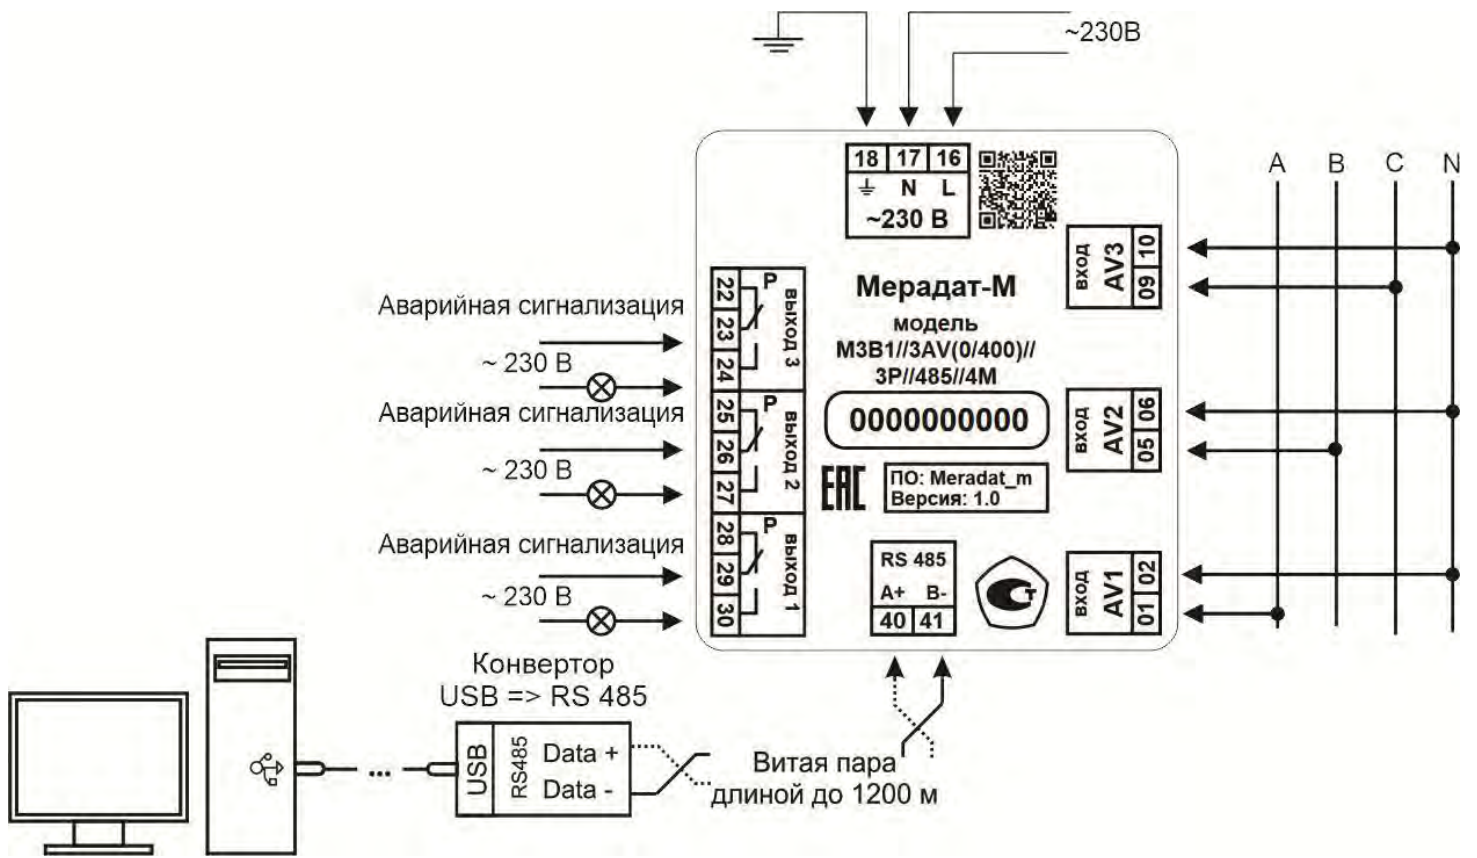 ~230В
18 17 16
N L
~230 В
A B C N
вход
AV3
09 10
Мерадат-М
модель
М3В1//3AV(0/400)//
3Р//485//4М
0000000000
EAC
ПО: Meradat_m
Версия: 1.0
вход
AV2
05 06
вход
AV1
01 02
Аварийная сигнализация
~ 230 В
22 23 24
P
выход 3
Аварийная сигнализация
~ 230 В
25 26 27
P
выход 2
Аварийная сигнализация
~ 230 В
28 29 30
P
выход 1
RS 485
A+ B-
40 41
Т
Конвертор
USB => RS 485
USB
RS485
Data +
Data -
...
Витая пара
длиной до 1200 м